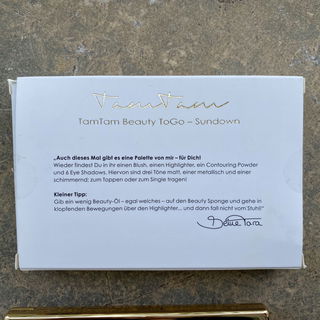 TamTam
TamTam Beauty ToGo – Sundown
„Auch dieses Mal gibt es eine Palette von mir – für Dich!
Wieder findest Du in ihr einen Blush, einen Highlighter, ein Contouring Powder
und 6 Eye Shadows. Hiervon sind drei Töne matt, einer metallisch und einer
schimmernd; zum Toppen oder zum Single tragen!
Kleiner Tipp:
Gib ein wenig Beauty-Öl – egal welches – auf den Beauty Sponge und gehe in
klopfenden Bewegungen über den Highlighter... und dann fall nicht vom Stuhl!"
Deine Tara